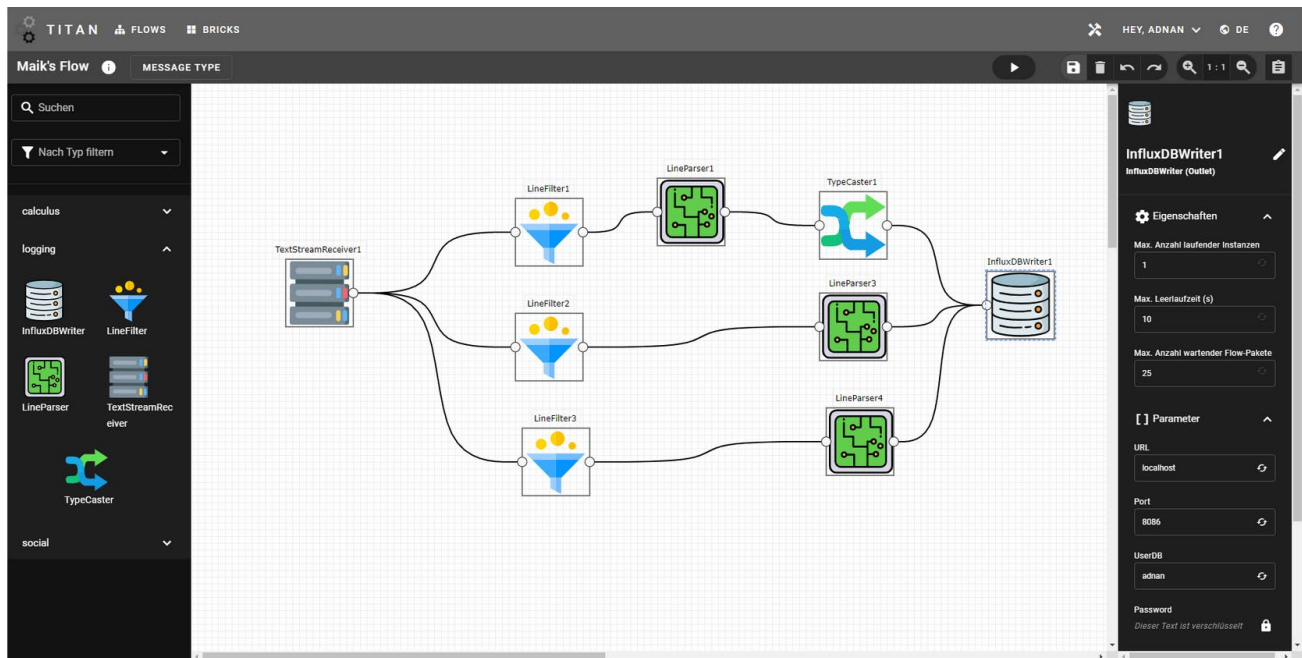 TITAN FLOWS BRICKS HEY, ADNAN DE ?
Maik's Flow i MESSAGE TYPE 1:1
Suchen
Nach Typ filtern
calculus
logging
InfluxDBWriter LineFilter
LineParser TextStreamRec
eiver
TypeCaster
social
LineParser1
TypeCaster1
LineFilter1
TextStreamReceiver1
InfluxDBWriter1
LineParser3
LineFilter2
LineParser4
LineFilter3
InfluxDBWriter1
InfluxDBWriter (Outlet)
Eigenschaften
Max. Anzahl laufender Instanzen
1
Max. Leerlaufzeit (s)
10
Max. Anzahl wartender Flow-Pakete
25
[ ] Parameter
URL
localhost
Port
8086
UserDB
adnan
Password
Dieser Text ist verschlüsselt